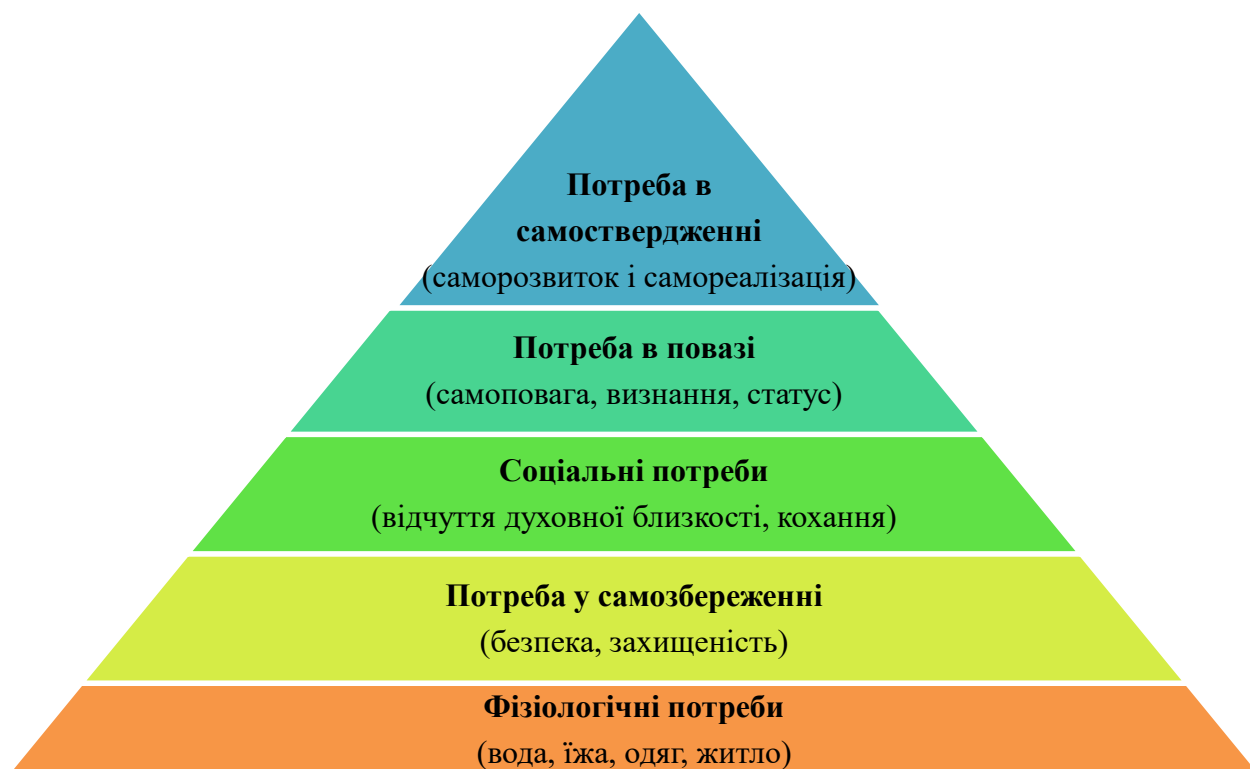 Потреба в
самоствердженні
(саморозвиток і самореалізація)
Потреба в повазі
(самоповага, визнання, статус)
Соціальні потреби
(відчуття духовної близкості, кохання)
Потреба у самозбереженні
(безпека, захищеність)
Фізіологічні потреби
(вода, їжа, одяг, житло)